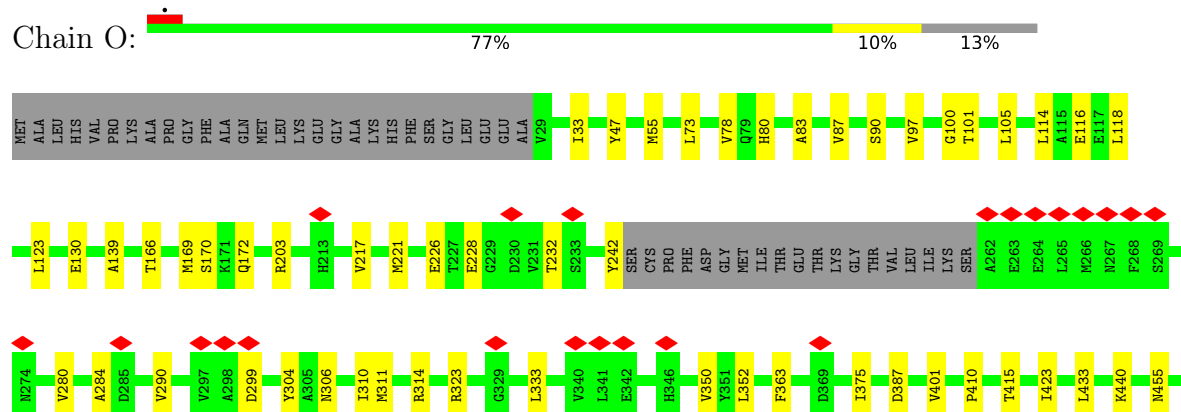 Chain O:
77% 10% 13%
MET ALA LEU HIS VAL PRO LYS ALA PRO GLY PHE ALA GLN MET LEU LYS GLU GLY ALA LYS HIS PHE SER GLY LEU GLU GLU ALA V29 I33 Y47 M55 L73 V78 Q79 H80 A83 V87 S90 V97 G100 T101 L105 L114 A115 E116 E117 L118
L123 E130 A139 T166 M169 S170 K171 Q172 R203 H213 V217 M221 E226 T227 E228 G229 D230 V231 T232 S233 Y242 SER CYS PRO PHE ASP GLY MET ILE THR GLU THR LYS GLY THR VAL LEU ILE LYS SER A262 E263 E264 L265 M266 N267 F268 S269
N274 V280 A284 D285 V290 V297 A298 D299 Y304 A305 N306 I310 M311 R314 R323 G329 L333 V340 L341 E342 H346 V350 Y351 L352 F363 D369 I375 D387 V401 P410 T415 I423 L433 K440 N455